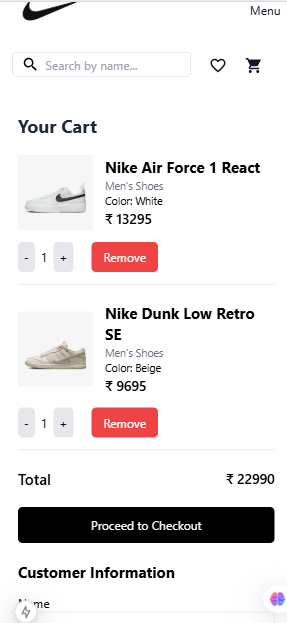 Menu
Search by name...
Your Cart
Nike Air Force 1 React
Men's Shoes
Color: White
₹ 13295
- 1 +
Remove
Nike Dunk Low Retro
SE
Men's Shoes
Color: Beige
₹ 9695
- 1 +
Remove
Total
₹ 22990
Proceed to Checkout
Customer Information
Name